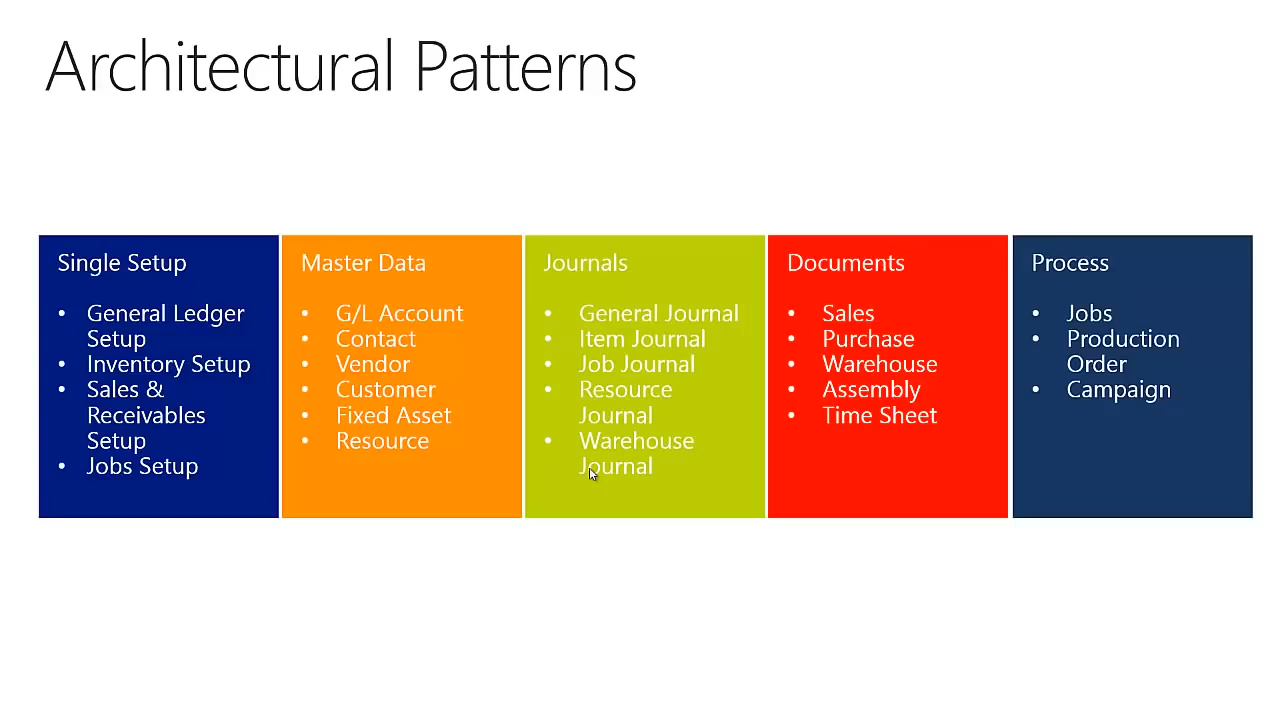 Architectural Patterns
Single Setup
• General Ledger
Setup
• Inventory Setup
• Sales &
Receivables
Setup
• Jobs Setup
Master Data
• G/L Account
• Contact
• Vendor
• Customer
• Fixed Asset
• Resource
Journals
• General Journal
• Item Journal
• Job Journal
• Resource
Journal
• Warehouse
Journal
Documents
• Sales
• Purchase
• Warehouse
• Assembly
• Time Sheet
Process
• Jobs
• Production
Order
• Campaign